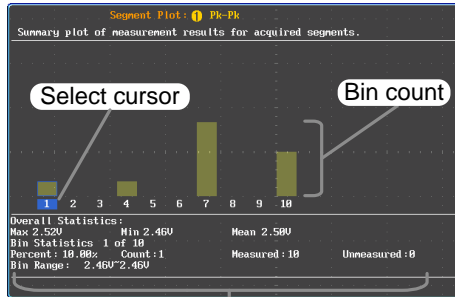 Segment Plot: 1 Pk-Pk
Summary plot of measurement results for acquired segments.
Select cursor
Bin count
1 2 3 4 5 6 7 8 9 10
Overall Statistics:
Max 2.52V Min 2.46V Mean 2.50V
Bin Statistics 1 of 10
Percent: 10.00% Count:1 Measured:10 Unmeasured:0
Bin Range: 2.46V~2.46V